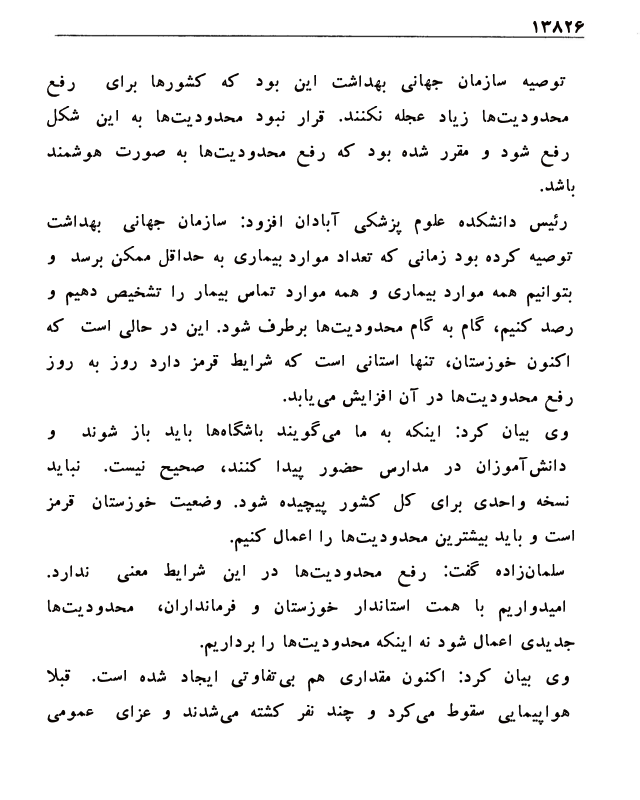 ۱۳۸۲۶
توصیه سازمان جهانی بهداشت این بود که کشورها برای رفع
محدودیت‌ها زیاد عجله نکنند. قرار نبود محدودیت‌ها به این شکل
رفع شود و مقرر شده بود که رفع محدودیت‌ها به صورت هوشمند
باشد.
رئیس دانشکده علوم پزشکی آبادان افزود: سازمان جهانی بهداشت
توصیه کرده بود زمانی که تعداد موارد بیماری به حداقل ممکن برسد و
بتوانیم همه موارد بیماری و همه موارد تماس بیمار را تشخیص دهیم و
رصد کنیم، گام به گام محدودیت‌ها برطرف شود. این در حالی است که
اکنون خوزستان، تنها استانی است که شرایط قرمز دارد روز به روز
رفع محدودیت‌ها در آن افزایش می‌یابد.
وی بیان کرد: اینکه به ما می‌گویند باشگاه‌ها باید باز شوند و
دانش‌آموزان در مدارس حضور پیدا کنند، صحیح نیست. نباید
نسخه واحدی برای کل کشور پیچیده شود. وضعیت خوزستان قرمز
است و باید بیشترین محدودیت‌ها را اعمال کنیم.
سلمان‌زاده گفت: رفع محدودیت‌ها در این شرایط معنی ندارد.
امیدواریم با همت استاندار خوزستان و فرمانداران، محدودیت‌ها
جدیدی اعمال شود نه اینکه محدودیت‌ها را برداریم.
وی بیان کرد: اکنون مقداری هم بی‌تفاوتی ایجاد شده است. قبلا
هواپیمایی سقوط می‌کرد و چند نفر کشته می‌شدند و عزای عمومی